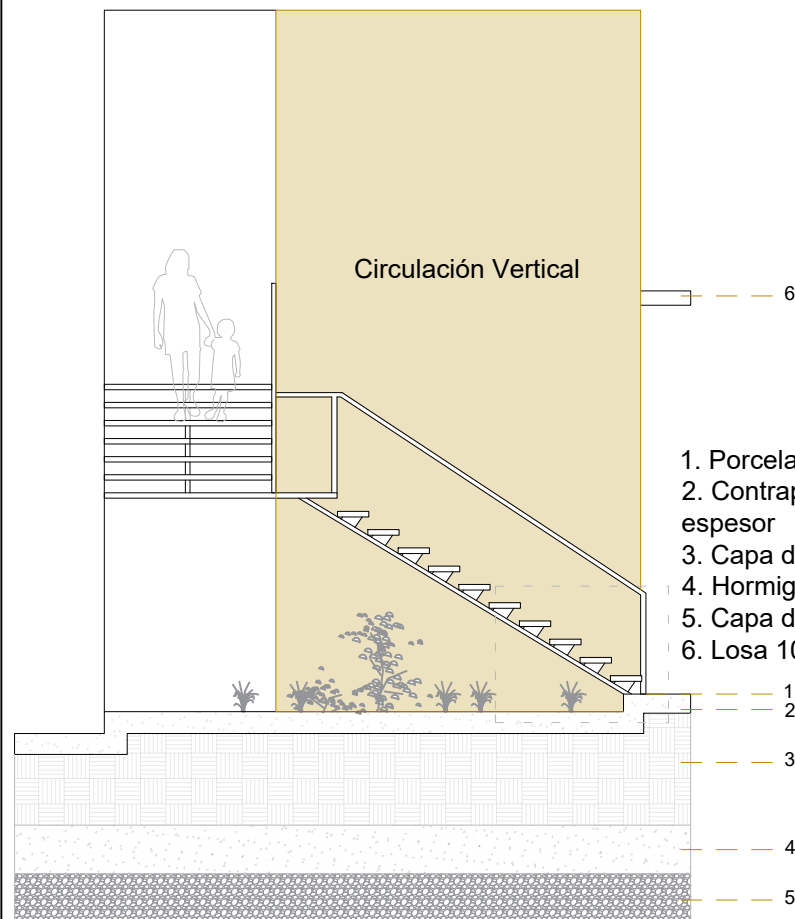 Circulación Vertical
6
1. Porcela
2. Contrap
espesor
3. Capa d
4. Hormig
5. Capa d
6. Losa 10
1
2
3
4
5